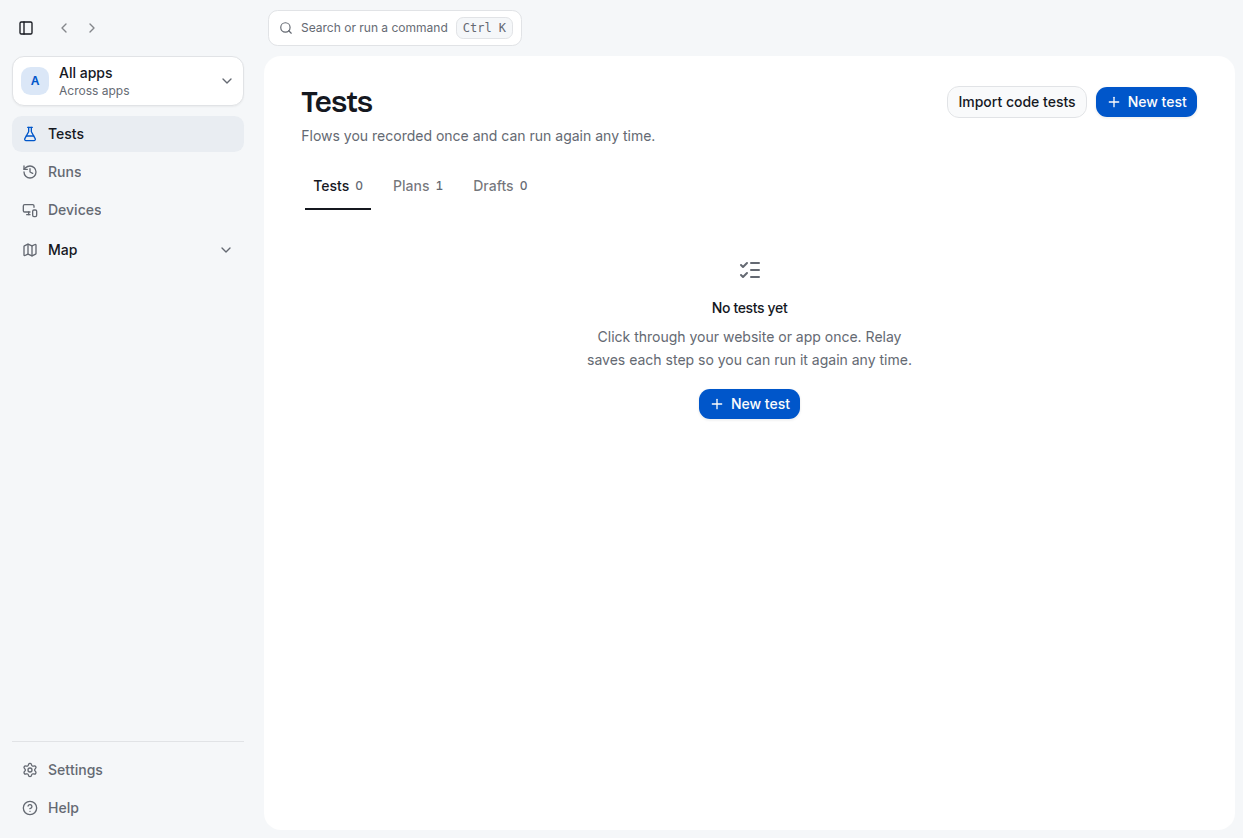 Search or run a command Ctrl K
A
All apps
Across apps
Tests
Runs
Devices
Map
Settings
Help
Tests
Import code tests
New test
Flows you recorded once and can run again any time.
Tests 0
Plans 1
Drafts 0
No tests yet
Click through your website or app once. Relay
saves each step so you can run it again any time.
New test